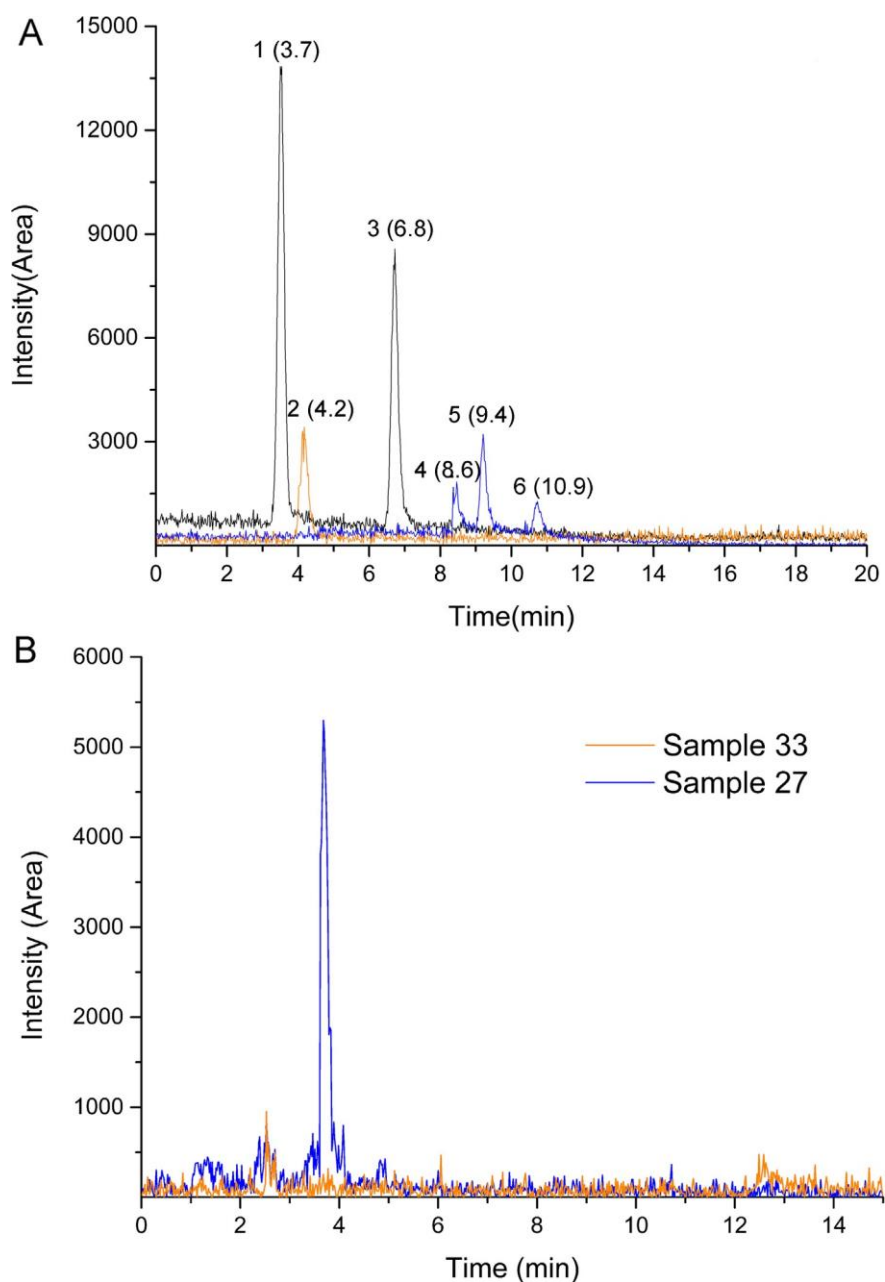 A
15000
12000
9000
6000
3000
Intensity(Area)
1 (3.7)
2 (4.2)
3 (6.8)
4 (8.6)
5 (9.4)
6 (10.9)
0 2 4 6 8 10 12 14 16 18 20
Time(min)
B
6000
5000
4000
3000
2000
1000
Intensity (Area)
Sample 33
Sample 27
0 2 4 6 8 10 12 14
Time (min)